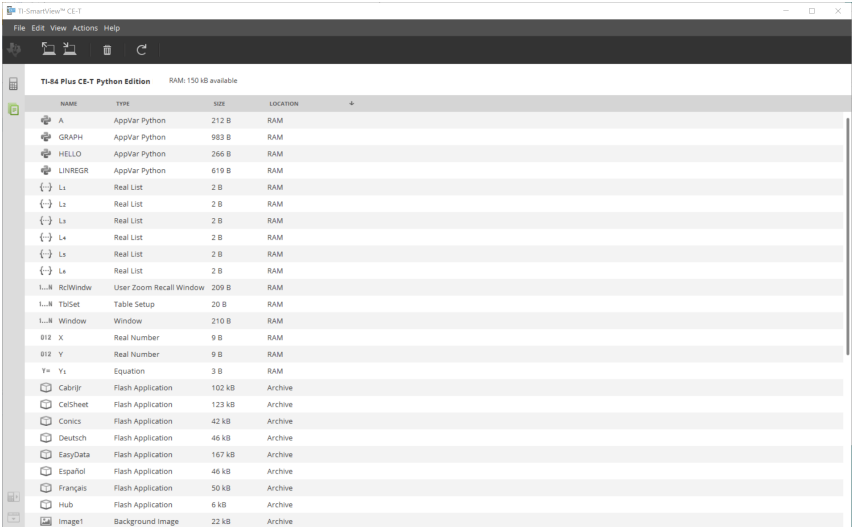 TI-SmartView™ CE-T
File Edit View Actions Help
TI-84 Plus CE-T Python Edition RAM: 150 kB available
NAME TYPE SIZE LOCATION
A AppVar Python 212 B RAM
GRAPH AppVar Python 983 B RAM
HELLO AppVar Python 266 B RAM
LINREGR AppVar Python 619 B RAM
{···} L₁ Real List 2 B RAM
{···} L₂ Real List 2 B RAM
{···} L₃ Real List 2 B RAM
{···} L₄ Real List 2 B RAM
{···} L₅ Real List 2 B RAM
{···} L₆ Real List 2 B RAM
1...N RclWindw User Zoom Recall Window 209 B RAM
1...N TblSet Table Setup 20 B RAM
1...N Window Window 210 B RAM
012 X Real Number 9 B RAM
012 Y Real Number 9 B RAM
Y= Y₁ Equation 3 B RAM
CabriJr Flash Application 102 kB Archive
CelSheet Flash Application 123 kB Archive
Conics Flash Application 42 kB Archive
Deutsch Flash Application 46 kB Archive
EasyData Flash Application 167 kB Archive
Español Flash Application 46 kB Archive
Français Flash Application 50 kB Archive
Hub Flash Application 6 kB Archive
Image1 Background Image 22 kB Archive